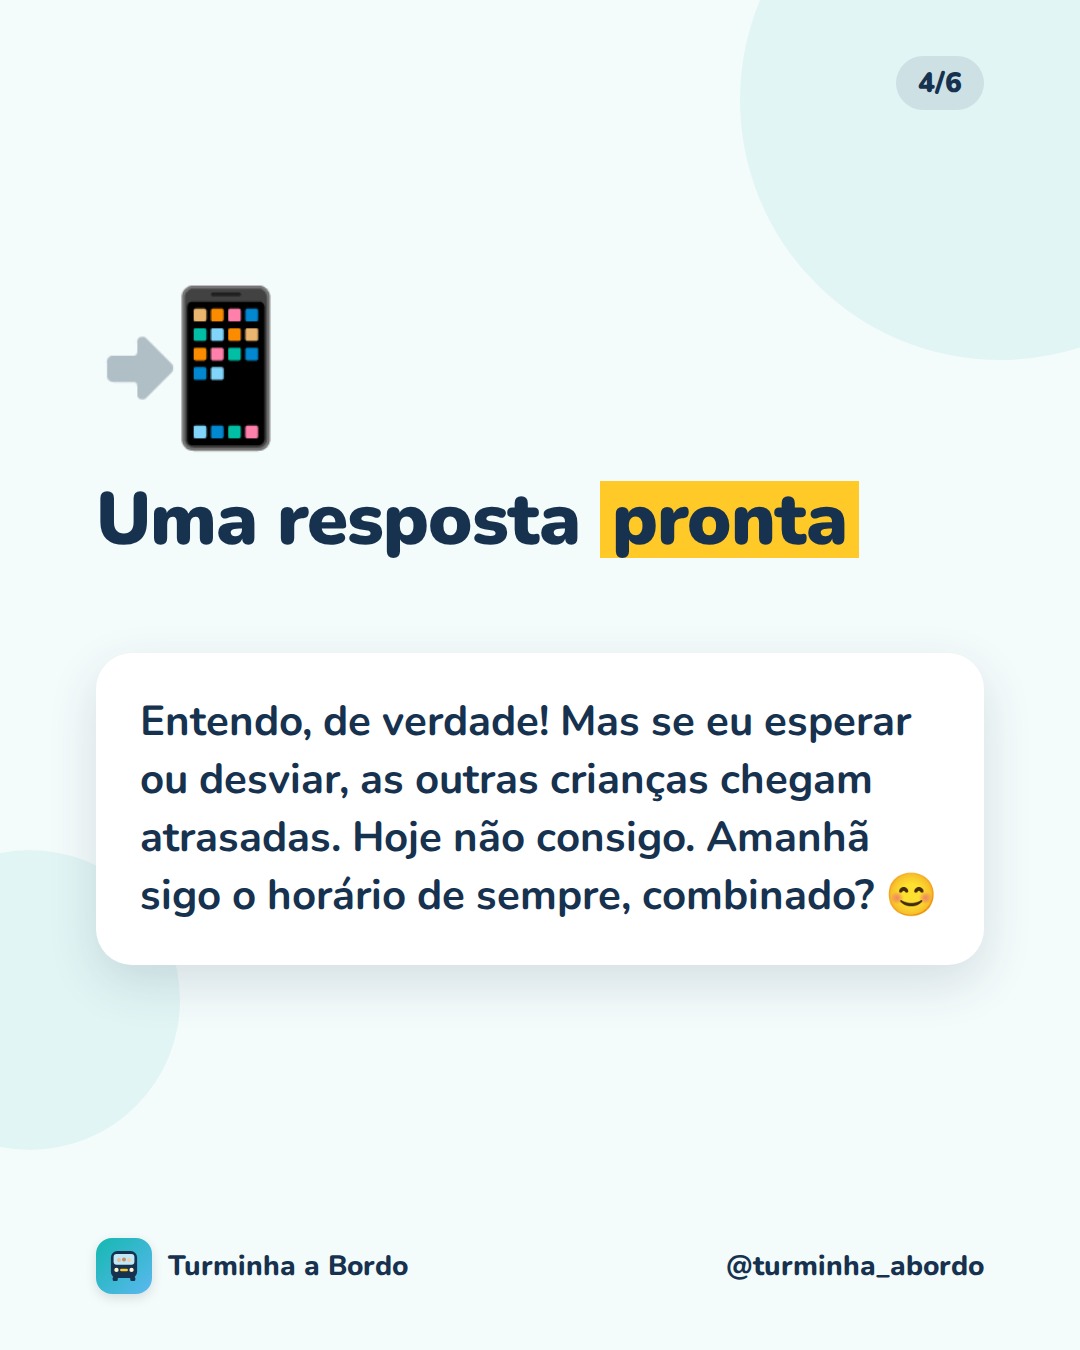 4/6
Uma resposta pronta
Entendo, de verdade! Mas se eu esperar
ou desviar, as outras crianças chegam
atrasadas. Hoje não consigo. Amanhã
sigo o horário de sempre, combinado? 😊
Turminha a Bordo
@turminha_abordo